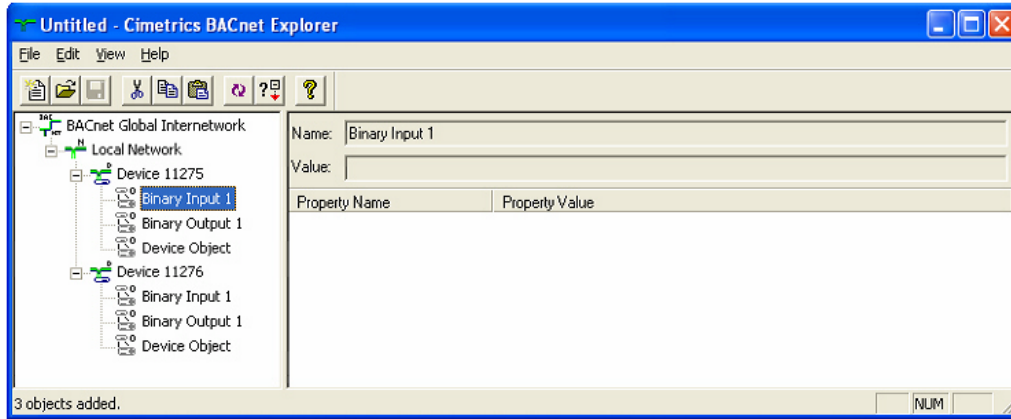 Untitled - Cimetrics BACnet Explorer
File Edit View Help
BACnet Global Internetwork
Local Network
Device 11275
Binary Input 1
Binary Output 1
Device Object
Device 11276
Binary Input 1
Binary Output 1
Device Object
Name: Binary Input 1
Value:
Property Name Property Value
3 objects added.
NUM